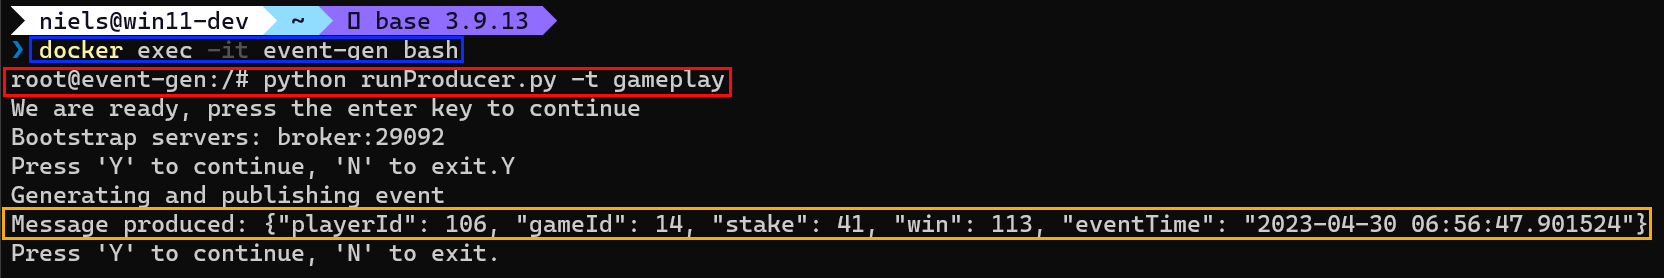 niels@win11-dev ~ base 3.9.13
❯ docker exec -it event-gen bash
root@event-gen:/# python runProducer.py -t gameplay
We are ready, press the enter key to continue
Bootstrap servers: broker:29092
Press 'Y' to continue, 'N' to exit.Y
Generating and publishing event
Message produced: {"playerId": 106, "gameId": 14, "stake": 41, "win": 113, "eventTime": "2023-04-30 06:56:47.901524"}
Press 'Y' to continue, 'N' to exit.